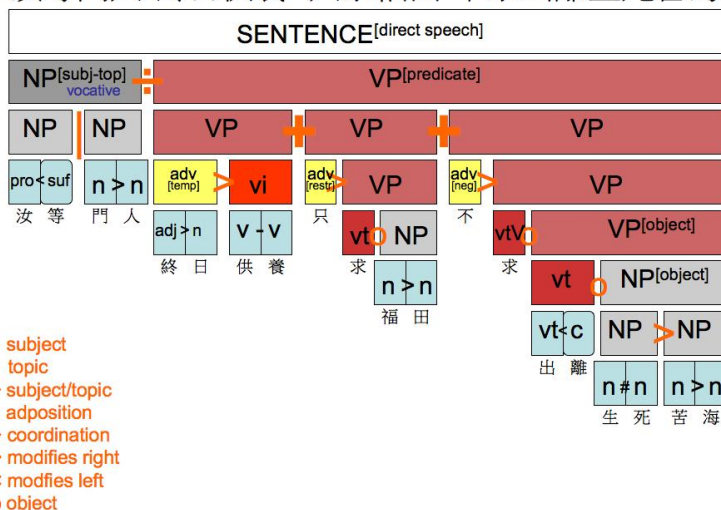 SENTENCE[direct speech]
NP[subj-top] vocative ÷ VP[predicate]
NP | NP VP + VP + VP
pro < suf n > n adv [temp] > vi adv [restr] > VP adv [neg] > VP
汝 等 門 人 只 不
adj > n v - v vt o NP vtV o VP[object]
終 日 供 養 求 求
n > n vt o NP[object]
福 田
vt < c NP > NP
出 離
n # n n > n
生 死 苦 海
subject
topic
subject/topic
adposition
coordination
modifies right
modfies left
object